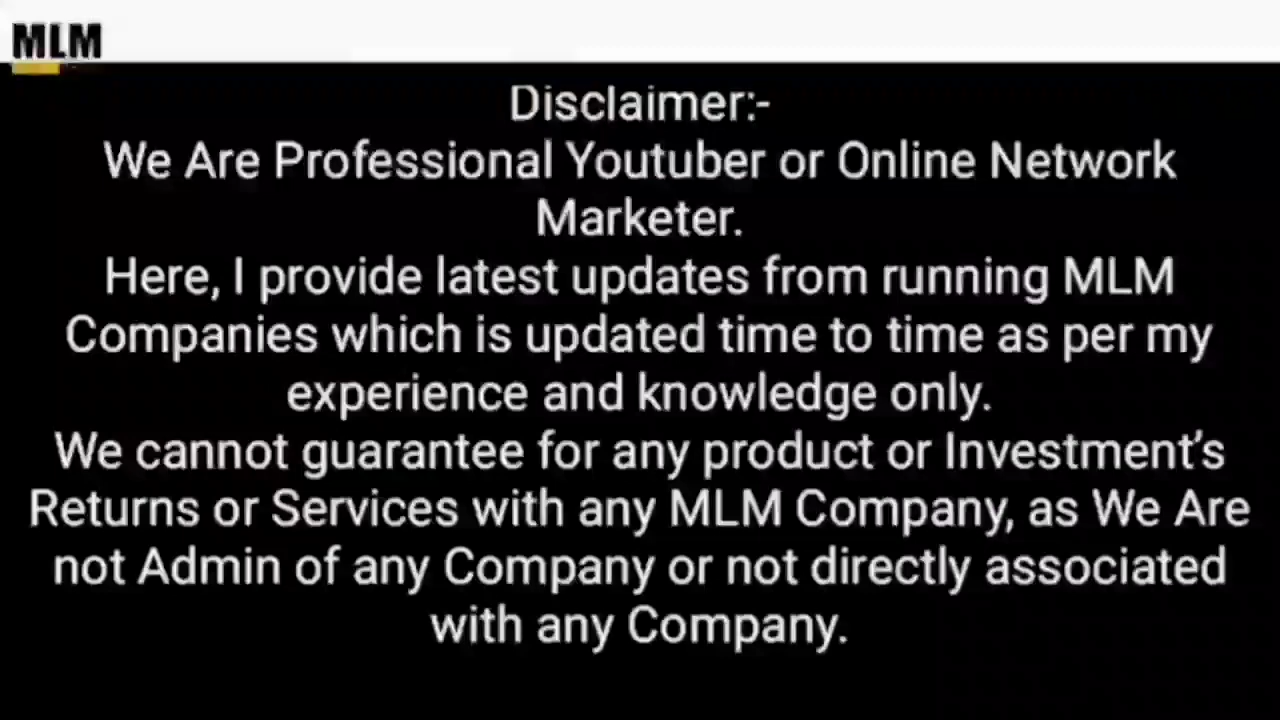 MLM
Disclaimer:-
We Are Professional Youtuber or Online Network
Marketer.
Here, I provide latest updates from running MLM
Companies which is updated time to time as per my
experience and knowledge only.
We cannot guarantee for any product or Investment’s
Returns or Services with any MLM Company, as We Are
not Admin of any Company or not directly associated
with any Company.